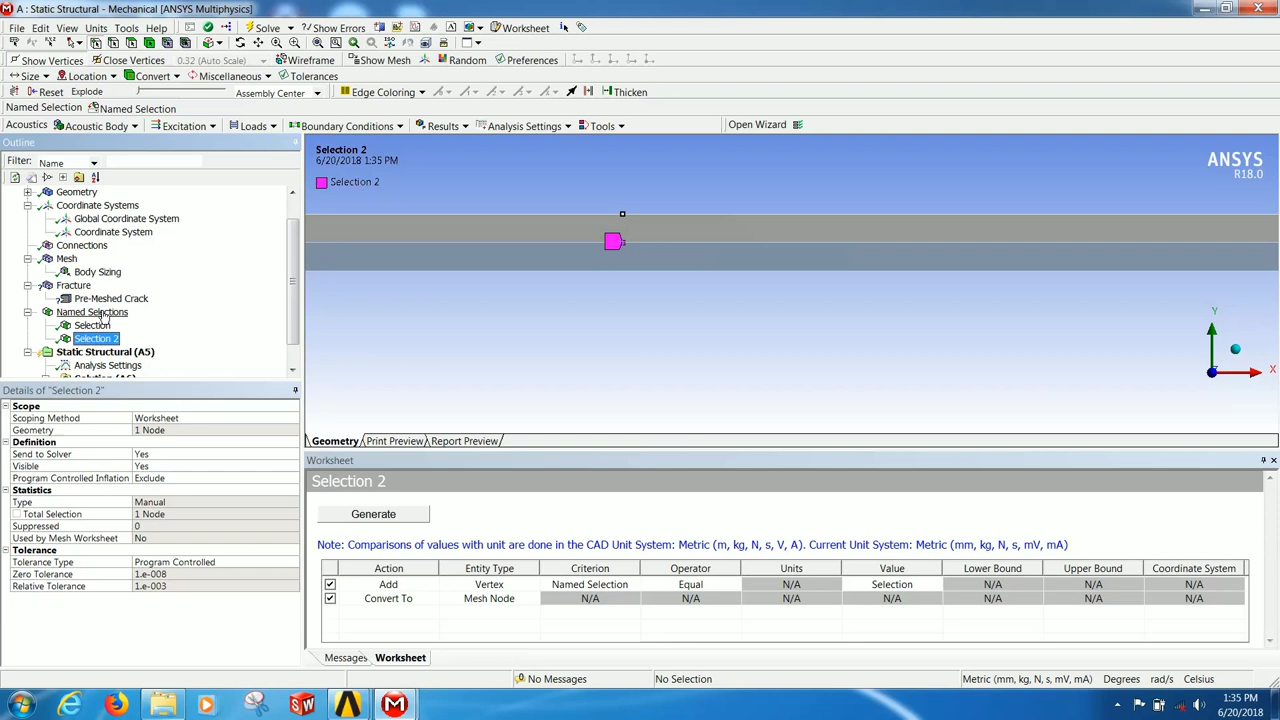 A : Static Structural - Mechanical [ANSYS Multiphysics]
File Edit View Units Tools Help Solve Show Errors Worksheet
Show Vertices Close Vertices 0.32 (Auto Scale) Wireframe Show Mesh Random Preferences
Size Location Convert Miscellaneous Tolerances
Reset Explode Assembly Center Edge Coloring Thicken
Named Selection Named Selection
Acoustics Acoustic Body Excitation Loads Boundary Conditions Results Analysis Settings Tools Open Wizard
Outline
Filter: Name
Geometry
Coordinate Systems
Global Coordinate System
Coordinate System
Connections
Mesh
Body Sizing
Fracture
Pre-Meshed Crack
Named Selections
Selection
Selection 2
Static Structural (A5)
Analysis Settings
Solution (A6)
Selection 2
6/20/2018 1:35 PM
Selection 2
ANSYS
R18.0
Y
X
Geometry Print Preview Report Preview
Details of "Selection 2"
Scope
Scoping Method Worksheet
Geometry 1 Node
Definition
Send to Solver Yes
Visible Yes
Program Controlled Inflation Exclude
Statistics
Type Manual
Total Selection 1 Node
Suppressed 0
Used by Mesh Worksheet No
Tolerance
Tolerance Type Program Controlled
Zero Tolerance 1.e-008
Relative Tolerance 1.e-003
Worksheet
Selection 2
Generate
Note: Comparisons of values with unit are done in the CAD Unit System: Metric (m, kg, N, s, V, A). Current Unit System: Metric (mm, kg, N, s, mV, mA)
Action Entity Type Criterion Operator Units Value Lower Bound Upper Bound Coordinate System
Add Vertex Named Selection Equal N/A Selection N/A N/A N/A
Convert To Mesh Node N/A N/A N/A N/A N/A N/A N/A
Messages Worksheet
No Messages No Selection Metric (mm, kg, N, s, mV, mA) Degrees rad/s Celsius
1:35 PM
6/20/2018